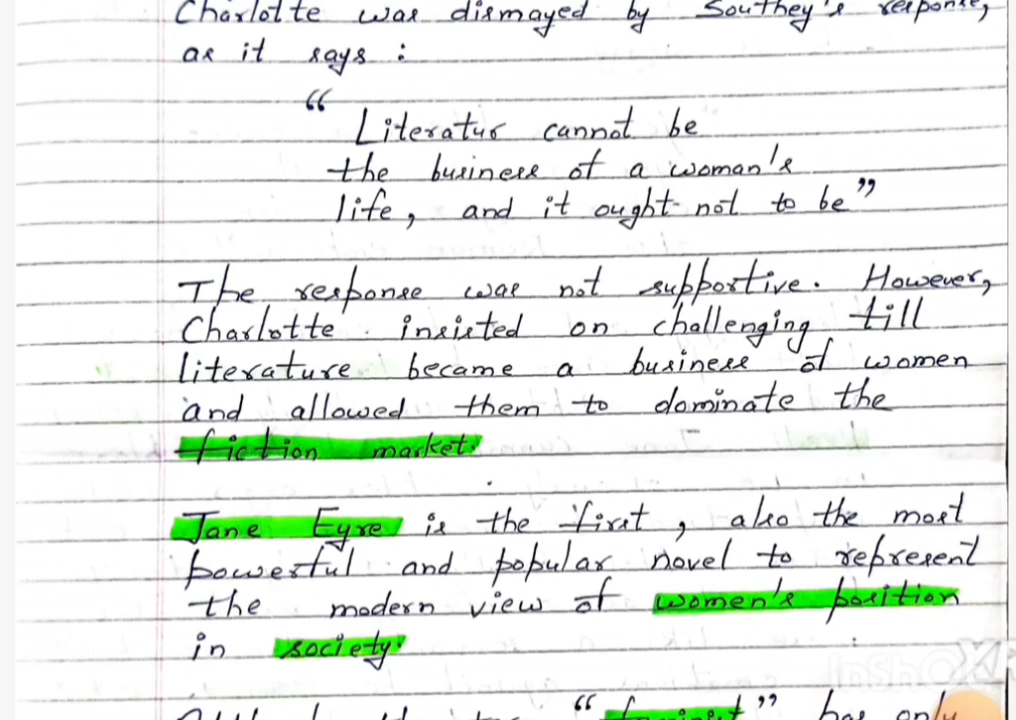 Charlotte was dismayed by Southey's response,
as it says :
“
Literatur cannot be
the business of a woman's
life, and it ought not to be”
The response was not supportive. However,
Charlotte insisted on challenging till
literature became a business of women
and allowed them to dominate the
fiction market.
Jane Eyre is the first, also the most
powerful and popular novel to represent
the modern view of women's position
in society.
“feminist” has only